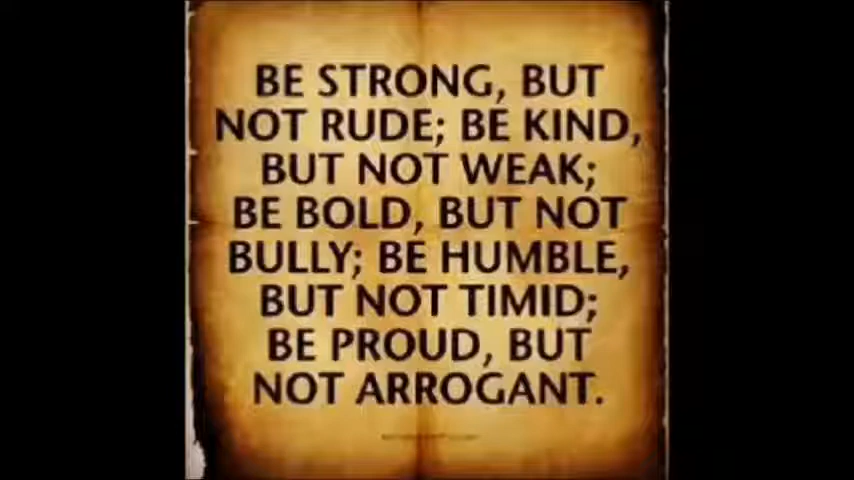 BE STRONG, BUT
NOT RUDE; BE KIND,
BUT NOT WEAK;
BE BOLD, BUT NOT
BULLY; BE HUMBLE,
BUT NOT TIMID;
BE PROUD, BUT
NOT ARROGANT.